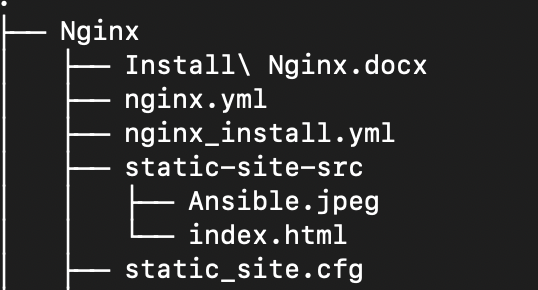 .
├── Nginx
│   ├── Install\ Nginx.docx
│   ├── nginx.yml
│   ├── nginx_install.yml
│   ├── static-site-src
│   │   ├── Ansible.jpeg
│   │   └── index.html
│   ├── static_site.cfg